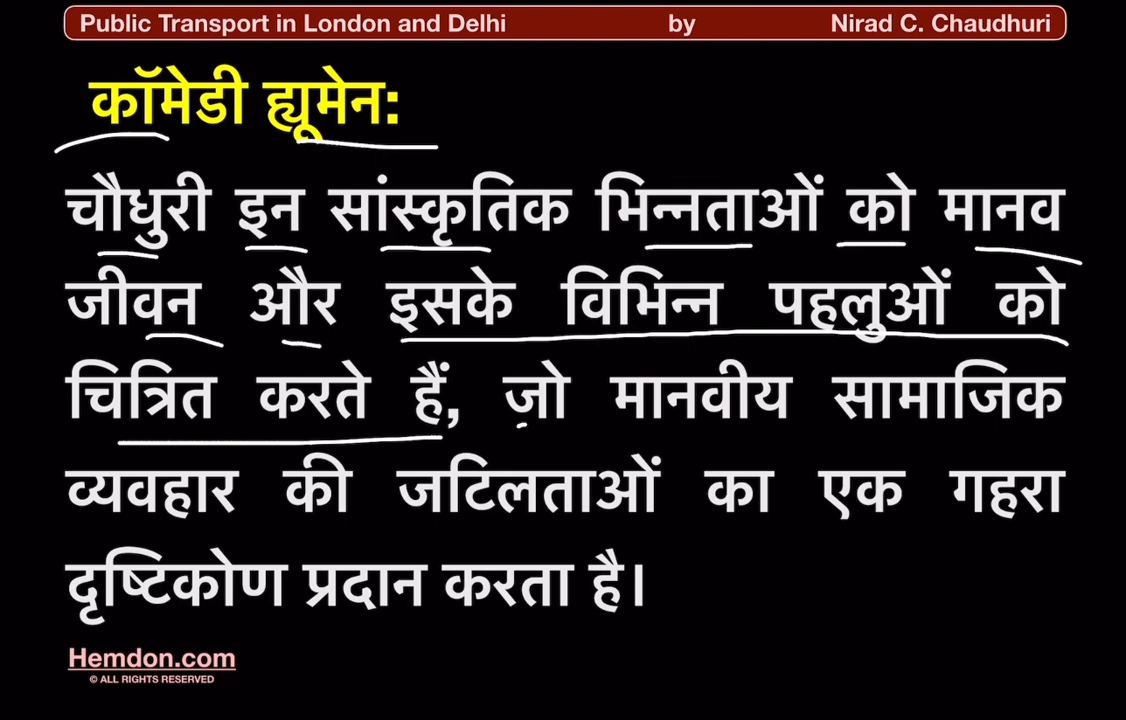 Public Transport in London and Delhi by Nirad C. Chaudhuri
कॉमेडी ह्यूमेन:
चौधुरी इन सांस्कृतिक भिन्नताओं को मानव
जीवन और इसके विभिन्न पहलुओं को
चित्रित करते हैं, जो मानवीय सामाजिक
व्यवहार की जटिलताओं का एक गहरा
दृष्टिकोण प्रदान करता है।
Hemdon.com
© ALL RIGHTS RESERVED